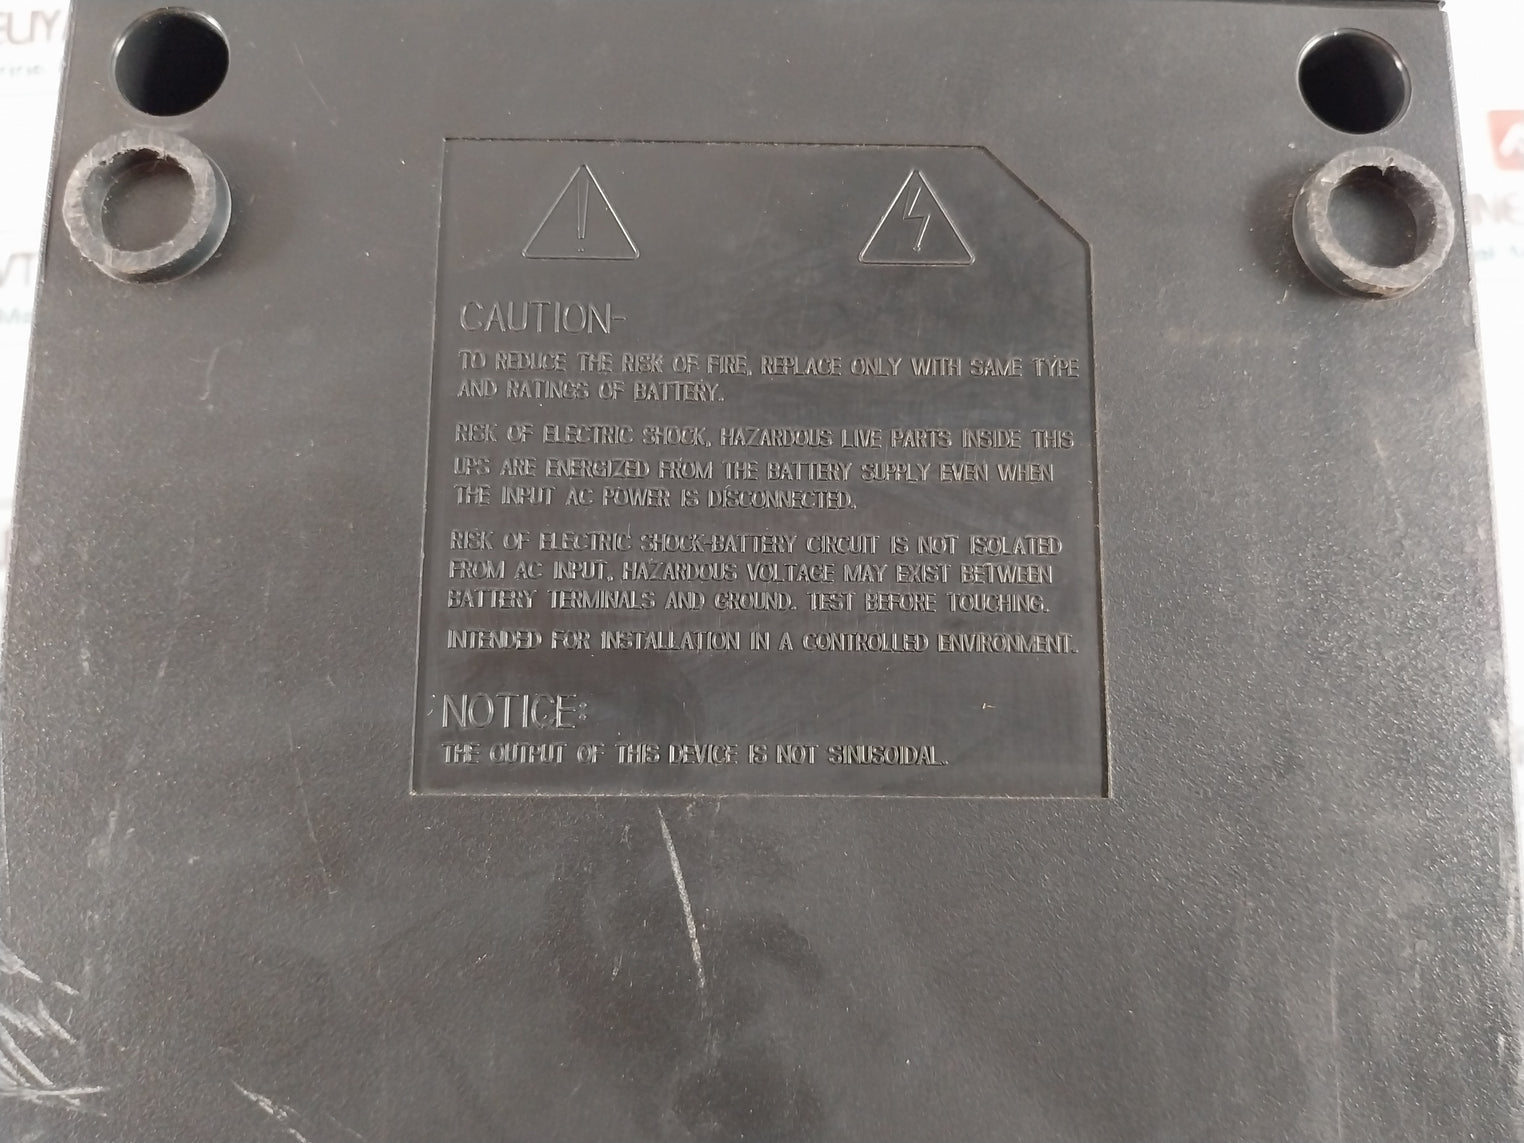 CAUTION-
TO REDUCE THE RISK OF FIRE, REPLACE ONLY WITH SAME TYPE
AND RATINGS OF BATTERY.
RISK OF ELECTRIC SHOCK, HAZARDOUS LIVE PARTS INSIDE THIS
UPS ARE ENERGIZED FROM THE BATTERY SUPPLY EVEN WHEN
THE INPUT AC POWER IS DISCONNECTED.
RISK OF ELECTRIC SHOCK-BATTERY CIRCUIT IS NOT ISOLATED
FROM AC INPUT, HAZARDOUS VOLTAGE MAY EXIST BETWEEN
BATTERY TERMINALS AND GROUND. TEST BEFORE TOUCHING.
INTENDED FOR INSTALLATION IN A CONTROLLED ENVIRONMENT.
NOTICE:
THE OUTPUT OF THIS DEVICE IS NOT SINUSOIDAL.